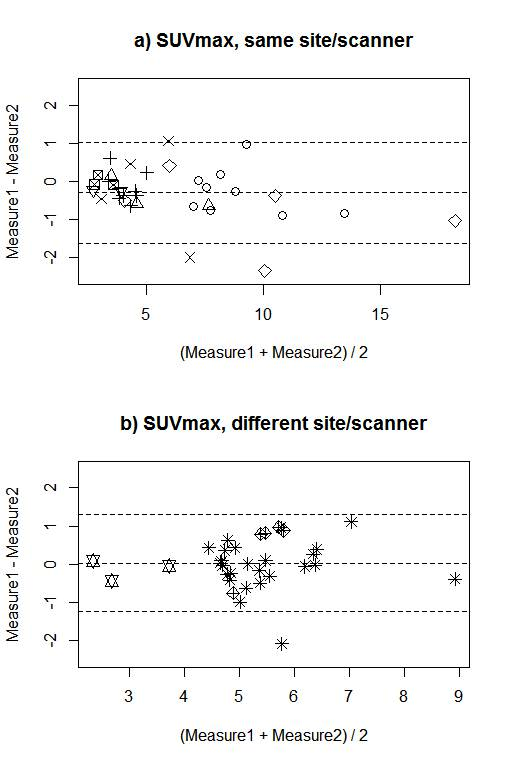 a) SUVmax, same site/scanner
Measure1 - Measure2
2
1
0
-1
-2
5 10 15
(Measure1 + Measure2) / 2
b) SUVmax, different site/scanner
Measure1 - Measure2
2
1
0
-1
-2
3 4 5 6 7 8 9
(Measure1 + Measure2) / 2